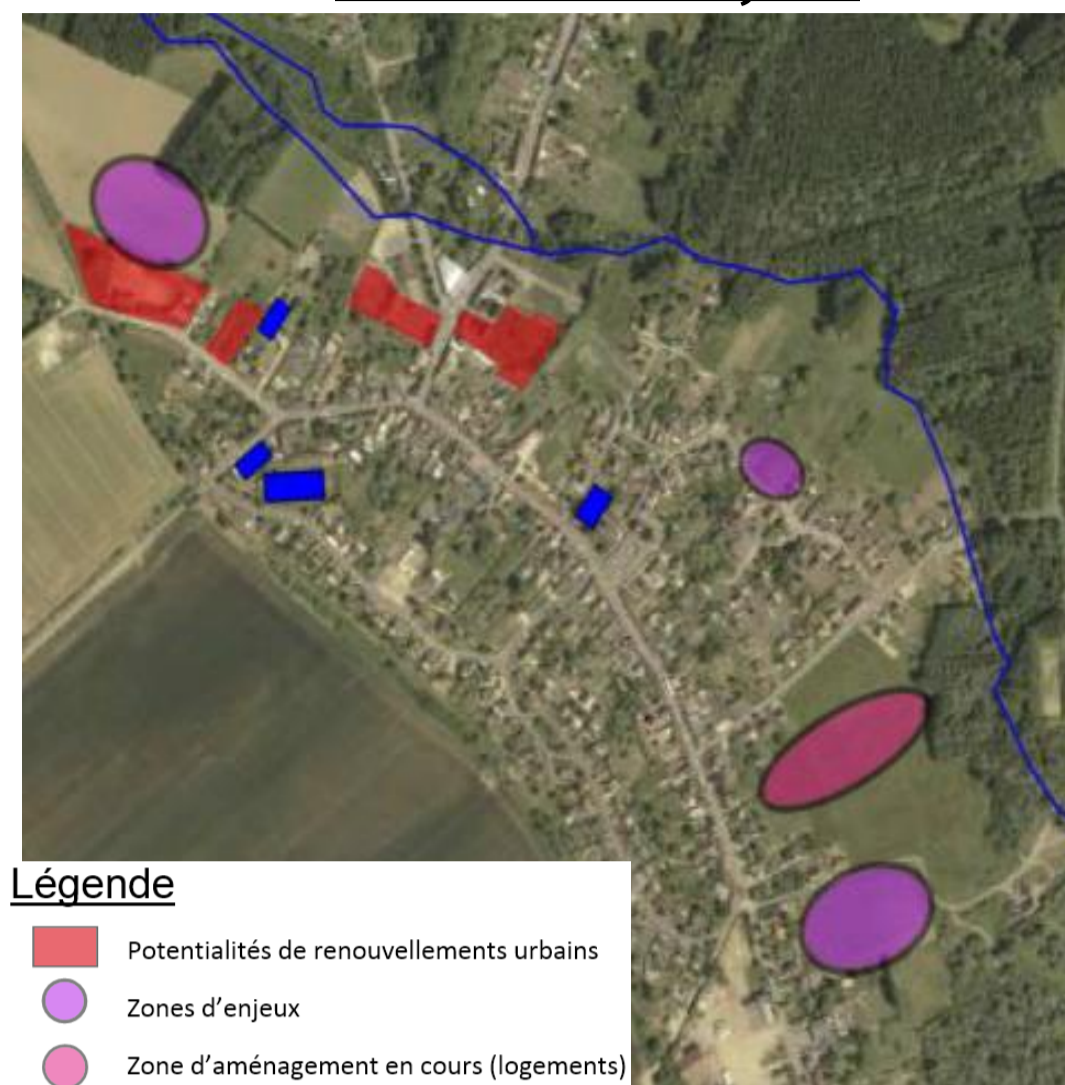 Légende
Potentialités de renouvellements urbains
Zones d'enjeux
Zone d'aménagement en cours (logements)